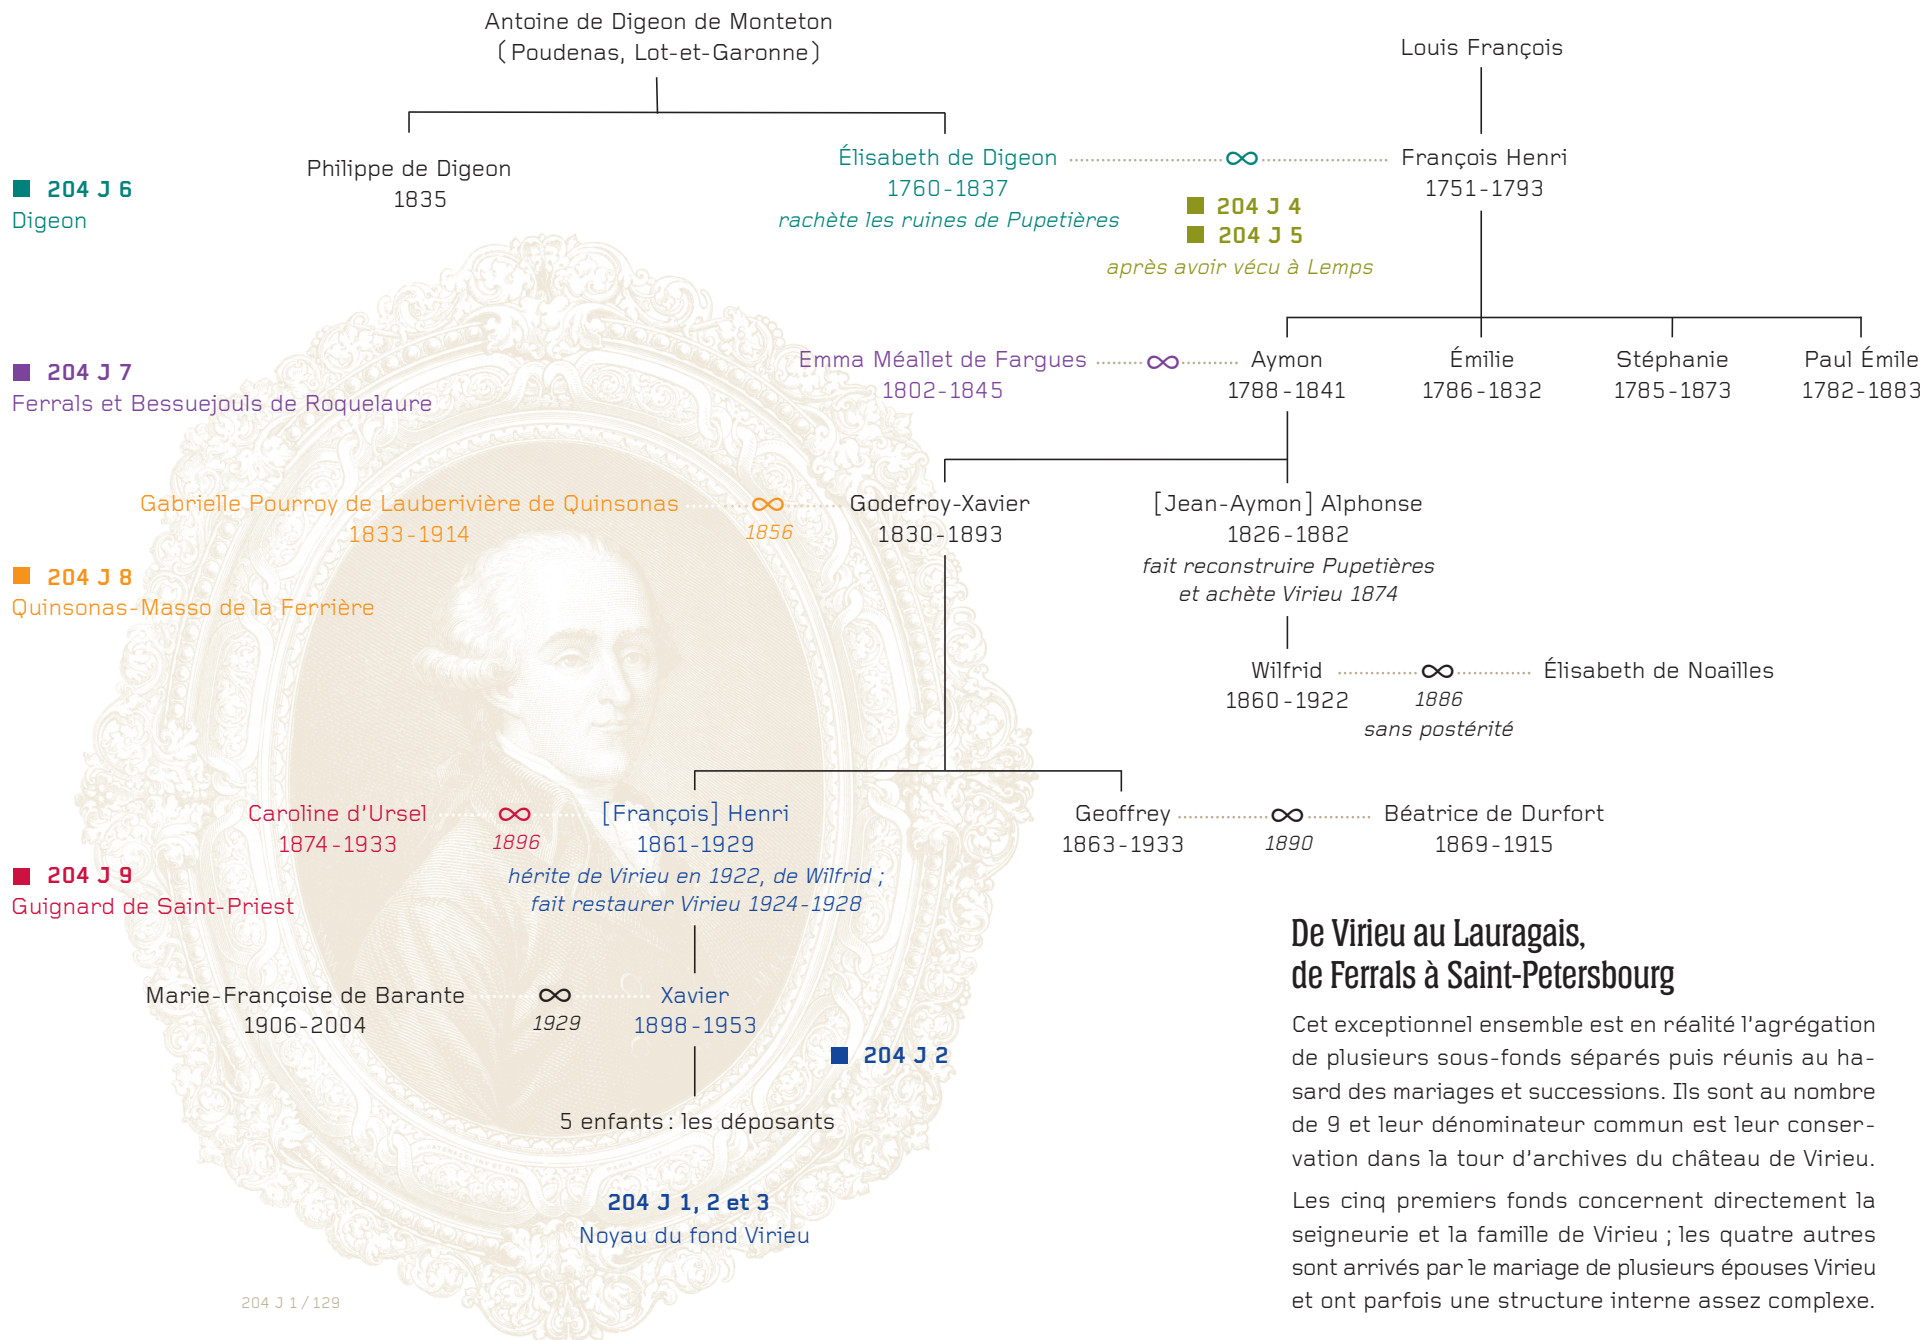 Antoine de Digeon de Monteton
(Poudenas, Lot-et-Garonne)
Louis François
Philippe de Digeon
1835
Élisabeth de Digeon
1760-1837
rachète les ruines de Pupetières
François Henri
1751-1793
204 J 6
Digeon
204 J 4
204 J 5
après avoir vécu à Lemps
204 J 7
Ferrals et Bessuejouls de Roquelaure
Emma Méallet de Fargues
1802-1845
Aymon
1788-1841
Émilie
1786-1832
Stéphanie
1785-1873
Paul Émile
1782-1883
Gabrielle Pourroy de Lauberivière de Quinsonas
1833-1914
1856
Godefroy-Xavier
1830-1893
[Jean-Aymon] Alphonse
1826-1882
fait reconstruire Pupetières
et achète Virieu 1874
204 J 8
Quinsonas-Masso de la Ferrière
Wilfrid
1860-1922
1886
sans postérité
Élisabeth de Noailles
Caroline d'Ursel
1874-1933
1896
[François] Henri
1861-1929
hérite de Virieu en 1922, de Wilfrid ;
fait restaurer Virieu 1924-1928
Geoffrey
1863-1933
1890
Béatrice de Durfort
1869-1915
204 J 9
Guignard de Saint-Priest
Marie-Françoise de Barante
1906-2004
1929
Xavier
1898-1953
204 J 2
5 enfants : les déposants
204 J 1, 2 et 3
Noyau du fond Virieu
204 J 1 / 129
De Virieu au Lauragais,
de Ferrals à Saint-Petersbourg
Cet exceptionnel ensemble est en réalité l'agrégation
de plusieurs sous-fonds séparés puis réunis au ha-
sard des mariages et successions. Ils sont au nombre
de 9 et leur dénominateur commun est leur conser-
vation dans la tour d'archives du château de Virieu.
Les cinq premiers fonds concernent directement la
seigneurie et la famille de Virieu ; les quatre autres
sont arrivés par le mariage de plusieurs épouses Virieu
et ont parfois une structure interne assez complexe.